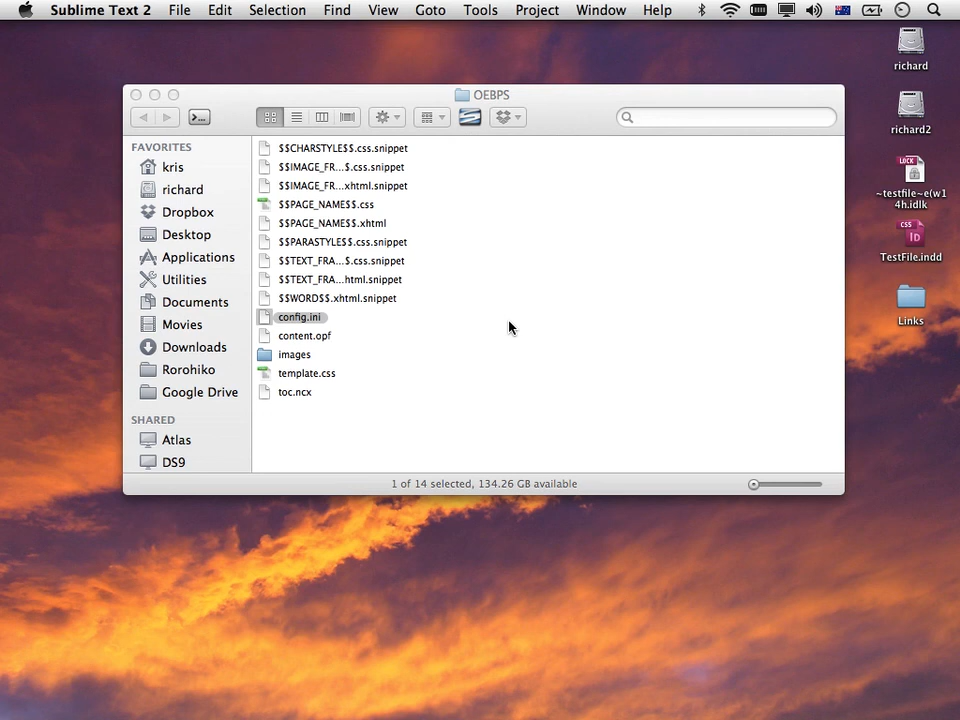 Sublime Text 2 File Edit Selection Find View Goto Tools Project Window Help
OEBPS
FAVORITES
kris
richard
Dropbox
Desktop
Applications
Utilities
Documents
Movies
Downloads
Rorohiko
Google Drive
SHARED
Atlas
DS9
$$CHARSTYLE$$.css.snippet
$$IMAGE_FR...$.css.snippet
$$IMAGE_FR...xhtml.snippet
$$PAGE_NAME$$.css
$$PAGE_NAME$$.xhtml
$$PARASTYLE$$.css.snippet
$$TEXT_FRA...$.css.snippet
$$TEXT_FRA...html.snippet
$$WORD$$.xhtml.snippet
config.ini
content.opf
images
template.css
toc.ncx
1 of 14 selected, 134.26 GB available
richard
richard2
LOCK
~testfile~e(w1
4h.idlk
CSS
Id
TestFile.indd
Links